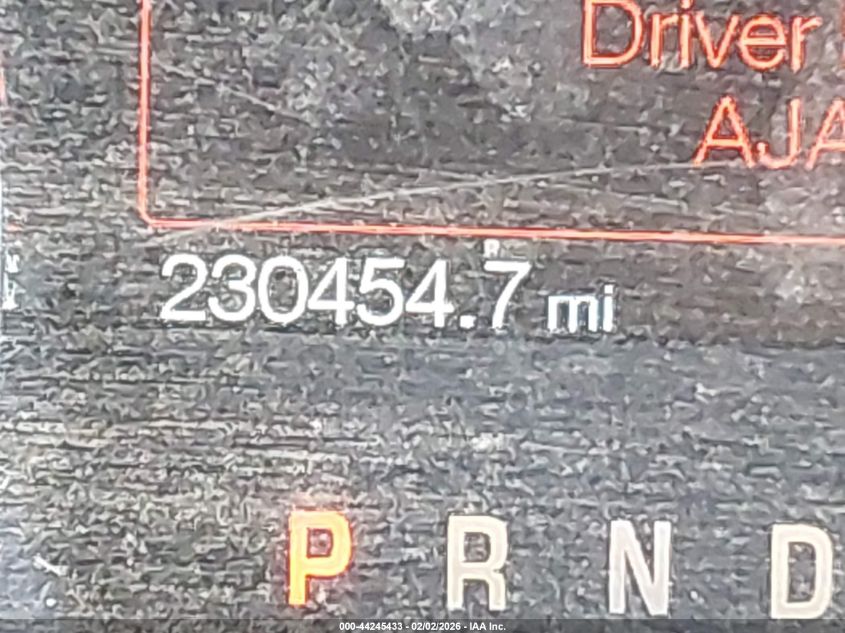 Driver
AJA
230454.7 mi
P R N D
000-44245433 - 02/02/2026 - IAA Inc.